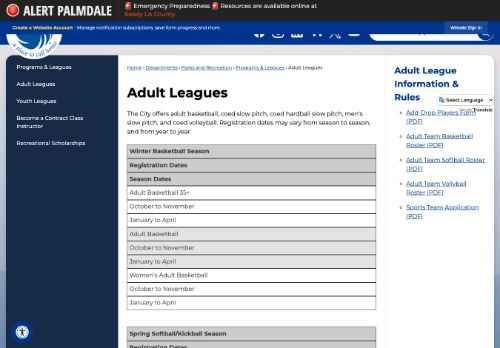 ALERT PALMDALE
Emergency Preparedness Resources are available online at
Ready LA County.
Create a Website Account - Manage notification subscriptions, save form progress and more.
Website Sign In
a place to call home
Programs & Leagues
Adult Leagues
Youth Leagues
Become a Contract Class
Instructor
Recreational Scholarships
Home › Departments › Parks and Recreation › Programs & Leagues › Adult Leagues
Adult Leagues
The City offers adult basketball, coed slow pitch, coed hardball slow pitch, men's
slow pitch, and coed volleyball. Registration dates may vary from season to season,
and from year to year.
Winter Basketball Season
Registration Dates
Season Dates
Adult Basketball 35+
October to November
January to April
Adult Basketball
October to November
January to April
Women's Adult Basketball
October to November
January to April
Spring Softball/Kickball Season
Registration Dates
Adult League
Information &
Rules
Select Language
Translate
Add-Drop Players Form
(PDF)
Adult Team Basketball
Roster (PDF)
Adult Team Softball Roster
(PDF)
Adult Team Vollyball
Roster (PDF)
Sports Team Application
(PDF)